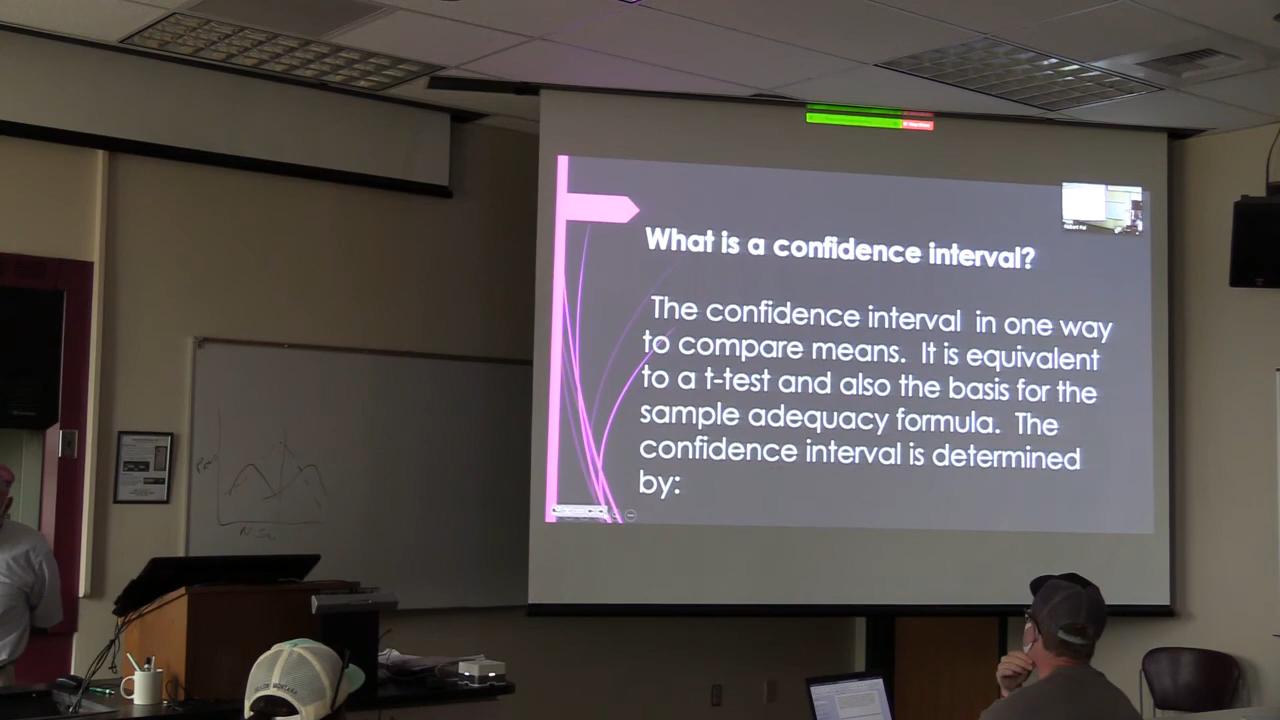 What is a confidence interval?
The confidence interval in one way
to compare means. It is equivalent
to a t-test and also the basis for the
sample adequacy formula. The
confidence interval is determined
by: